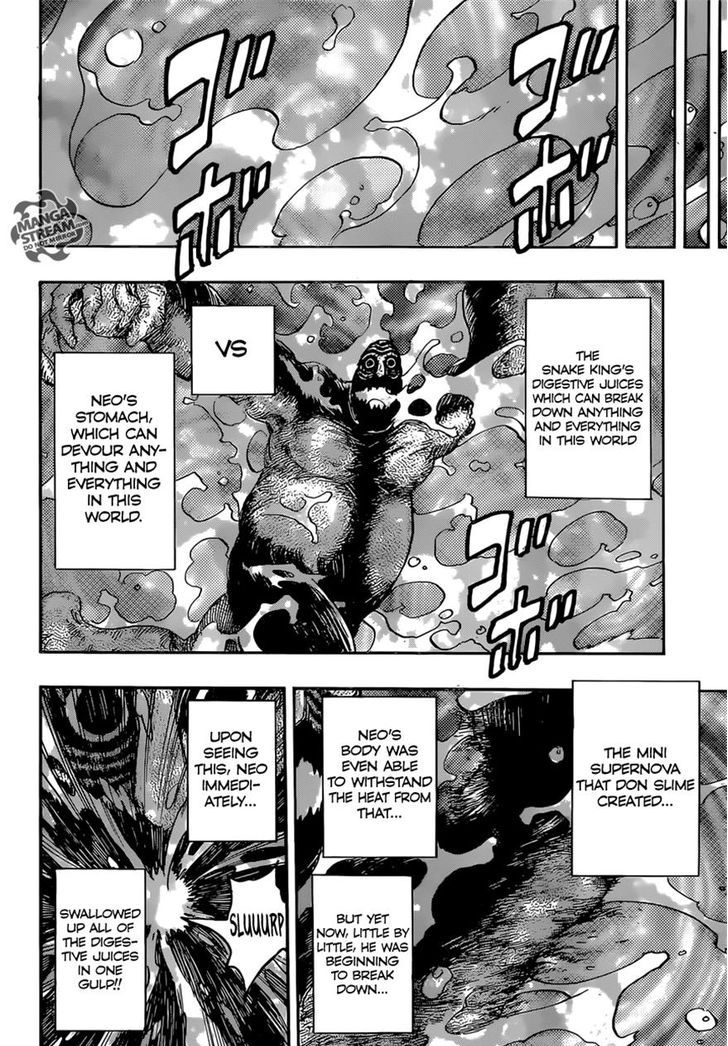 ゴボ
ゴボ
MANGA
STREAM.com
DO NOT MIRROR
THE
SNAKE KING'S
DIGESTIVE JUICES
WHICH CAN BREAK
DOWN ANYTHING
AND EVERYTHING
IN THIS WORLD
VS
NEO'S
STOMACH,
WHICH CAN
DEVOUR ANY-
THING AND
EVERYTHING
IN THIS
WORLD.
ゴボ
THE MINI
SUPERNOVA
THAT DON SLIME
CREATED...
NEO'S
BODY WAS
EVEN ABLE
TO WITHSTAND
THE HEAT FROM
THAT...
BUT YET
NOW, LITTLE BY
LITTLE, HE WAS
BEGINNING
TO BREAK
DOWN...
UPON
SEEING
THIS, NEO
IMMEDI-
ATELY...
SLUUURP
SWALLOWED
UP ALL OF
THE DIGES-
TIVE JUICES
IN ONE
GULP!!